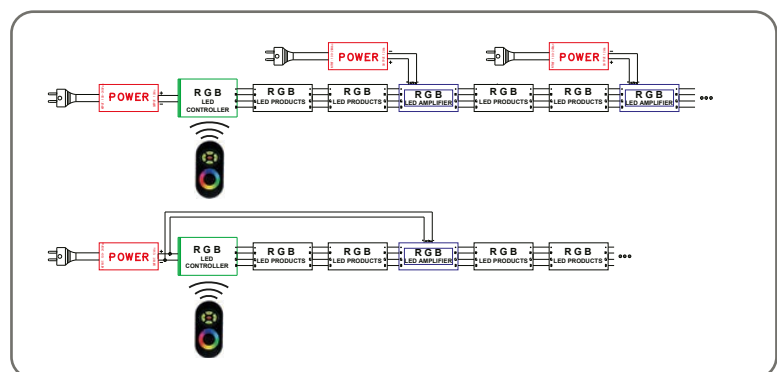 POWER
POWER
POWER
+
−
−
+
−
+
RGB
LED
CONTROLLER
RGB
LED PRODUCTS
RGB
LED PRODUCTS
RGB
LED AMPLIFIER
RGB
LED PRODUCTS
RGB
LED PRODUCTS
RGB
LED AMPLIFIER
POWER
+
RGB
LED
CONTROLLER
RGB
LED PRODUCTS
RGB
LED PRODUCTS
RGB
LED AMPLIFIER
RGB
LED PRODUCTS
RGB
LED PRODUCTS